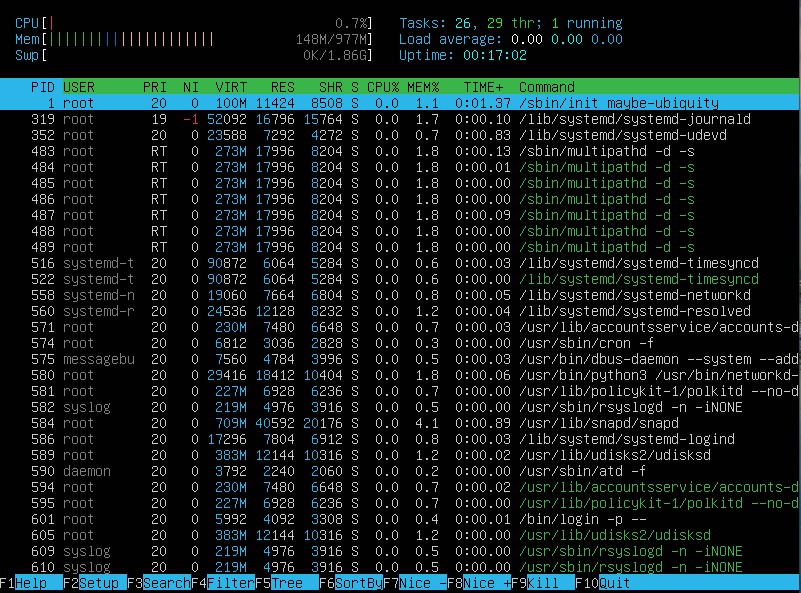 CPU[| 0.7%] Tasks: 26, 29 thr; 1 running
Mem[||||||||||||||||||||| 148M/977M] Load average: 0.00 0.00 0.00
Swp[ 0K/1.86G] Uptime: 00:17:02
PID USER PRI NI VIRT RES SHR S CPU% MEM% TIME+ Command
1 root 20 0 100M 11424 8508 S 0.0 1.1 0:01.37 /sbin/init maybe-ubiquity
319 root 19 -1 52092 16796 15764 S 0.0 1.7 0:00.10 /lib/systemd/systemd-journald
352 root 20 0 23588 7292 4272 S 0.0 0.7 0:00.83 /lib/systemd/systemd-udevd
483 root RT 0 273M 17996 8204 S 0.0 1.8 0:00.13 /sbin/multipathd -d -s
484 root RT 0 273M 17996 8204 S 0.0 1.8 0:00.01 /sbin/multipathd -d -s
485 root RT 0 273M 17996 8204 S 0.0 1.8 0:00.00 /sbin/multipathd -d -s
486 root RT 0 273M 17996 8204 S 0.0 1.8 0:00.00 /sbin/multipathd -d -s
487 root RT 0 273M 17996 8204 S 0.0 1.8 0:00.09 /sbin/multipathd -d -s
488 root RT 0 273M 17996 8204 S 0.0 1.8 0:00.00 /sbin/multipathd -d -s
489 root RT 0 273M 17996 8204 S 0.0 1.8 0:00.00 /sbin/multipathd -d -s
516 systemd-t 20 0 90872 6064 5284 S 0.0 0.6 0:00.03 /lib/systemd/systemd-timesyncd
522 systemd-t 20 0 90872 6064 5284 S 0.0 0.6 0:00.00 /lib/systemd/systemd-timesyncd
558 systemd-n 20 0 19060 7664 6804 S 0.0 0.8 0:00.05 /lib/systemd/systemd-networkd
560 systemd-r 20 0 24536 12128 8232 S 0.0 1.2 0:00.04 /lib/systemd/systemd-resolved
571 root 20 0 230M 7480 6648 S 0.0 0.7 0:00.03 /usr/lib/accountsservice/accounts-d
574 root 20 0 6812 3036 2828 S 0.0 0.3 0:00.00 /usr/sbin/cron -f
575 messagebu 20 0 7560 4784 3996 S 0.0 0.5 0:00.03 /usr/bin/dbus-daemon --system --add
580 root 20 0 29416 18412 10404 S 0.0 1.8 0:00.06 /usr/bin/python3 /usr/bin/networkd-
581 root 20 0 227M 6928 6236 S 0.0 0.7 0:00.00 /usr/lib/policykit-1/polkitd --no-d
582 syslog 20 0 219M 4976 3916 S 0.0 0.5 0:00.00 /usr/sbin/rsyslogd -n -iNONE
584 root 20 0 709M 40592 20176 S 0.0 4.1 0:00.89 /usr/lib/snapd/snapd
586 root 20 0 17296 7804 6912 S 0.0 0.8 0:00.03 /lib/systemd/systemd-logind
589 root 20 0 383M 12144 10316 S 0.0 1.2 0:00.02 /usr/lib/udisks2/udisksd
590 daemon 20 0 3792 2240 2060 S 0.0 0.2 0:00.00 /usr/sbin/atd -f
594 root 20 0 230M 7480 6648 S 0.0 0.7 0:00.02 /usr/lib/accountsservice/accounts-d
595 root 20 0 227M 6928 6236 S 0.0 0.7 0:00.00 /usr/lib/policykit-1/polkitd --no-d
601 root 20 0 5992 4092 3308 S 0.0 0.4 0:00.01 /bin/login -p --
605 root 20 0 383M 12144 10316 S 0.0 1.2 0:00.00 /usr/lib/udisks2/udisksd
609 syslog 20 0 219M 4976 3916 S 0.0 0.5 0:00.00 /usr/sbin/rsyslogd -n -iNONE
610 syslog 20 0 219M 4976 3916 S 0.0 0.5 0:00.00 /usr/sbin/rsyslogd -n -iNONE
F1Help F2Setup F3SearchF4FilterF5Tree F6SortByF7Nice -F8Nice +F9Kill F10Quit